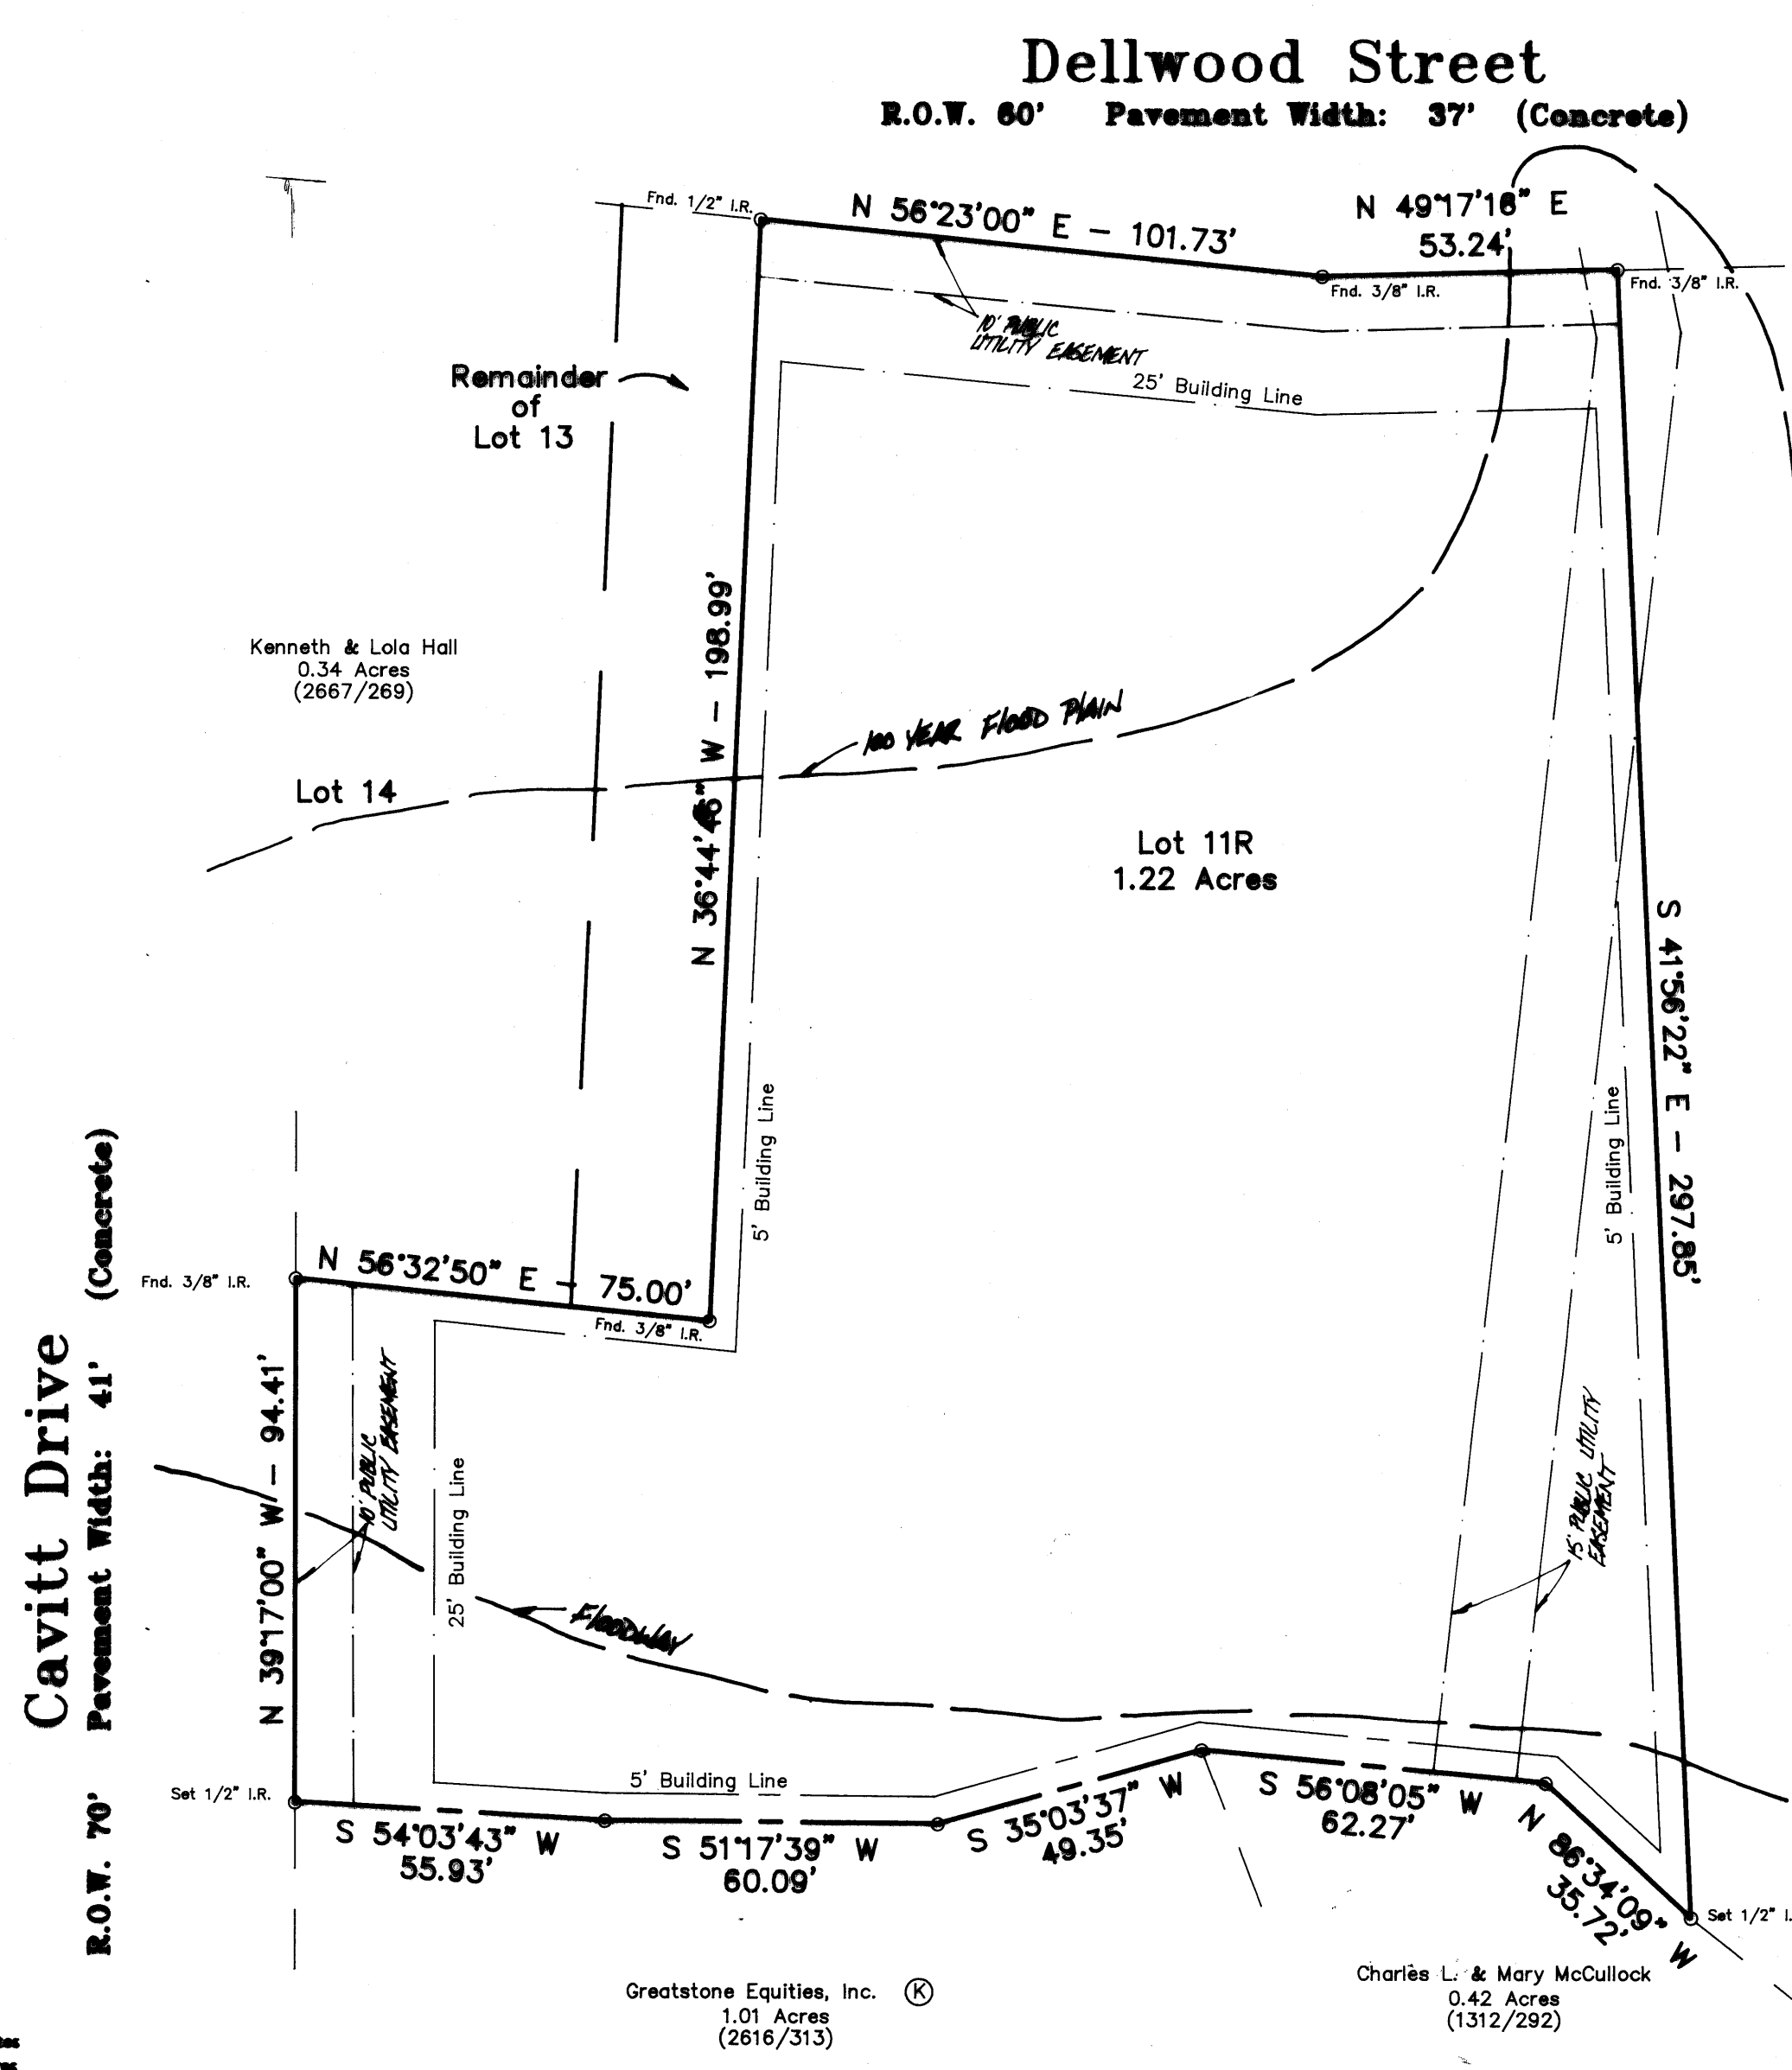 Dellwood Street
R.O.W. 60' Pavement Width: 37' (Concrete)
Fnd. 1/2" I.R.
N 56°23'00" E - 101.73'
N 49°17'16" E
53.24'
Fnd. 3/8" I.R.
Fnd. 3/8" I.R.
10' PUBLIC
UTILITY EASEMENT
25' Building Line
Remainder
of
Lot 13
N 36°44'46" W - 198.99'
Kenneth & Lola Hall
0.34 Acres
(2667/269)
100 YEAR FLOOD PLAIN
Lot 14
Lot 11R
1.22 Acres
S 41°56'22" E - 297.85'
5' Building Line
5' Building Line
Cavitt Drive
R.O.W. 70' Pavement Width: 41' (Concrete)
Fnd. 3/8" I.R.
N 56°32'50" E - 75.00'
Fnd. 3/8" I.R.
N 39°17'00" W - 94.41'
10' PUBLIC
UTILITY EASEMENT
25' Building Line
15' PUBLIC UTILITY
EASEMENT
FLOODWAY
Set 1/2" I.R.
5' Building Line
S 54°03'43" W
55.93'
S 51°17'39" W
60.09'
S 35°03'37" W
49.35'
S 56°08'05" W
62.27'
N 86°34'09" W
35.72'
Set 1/2" I.
Greatstone Equities, Inc. K
1.01 Acres
(2616/313)
Charles L. & Mary McCullock
0.42 Acres
(1312/292)